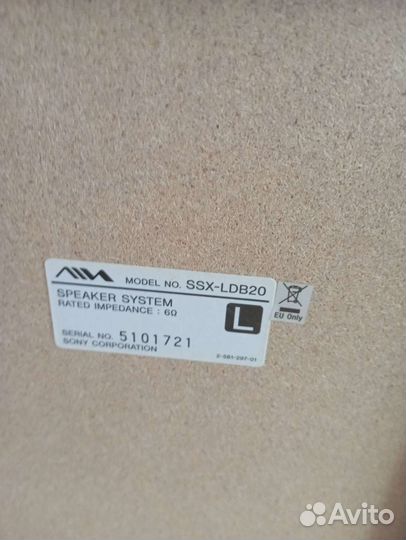 AIWA MODEL NO. SSX-LDB20
SPEAKER SYSTEM
RATED IMPEDANCE : 6Ω
L
EU Only
SERIAL NO. 5101721
SONY CORPORATION
2-581-297-01
Avito